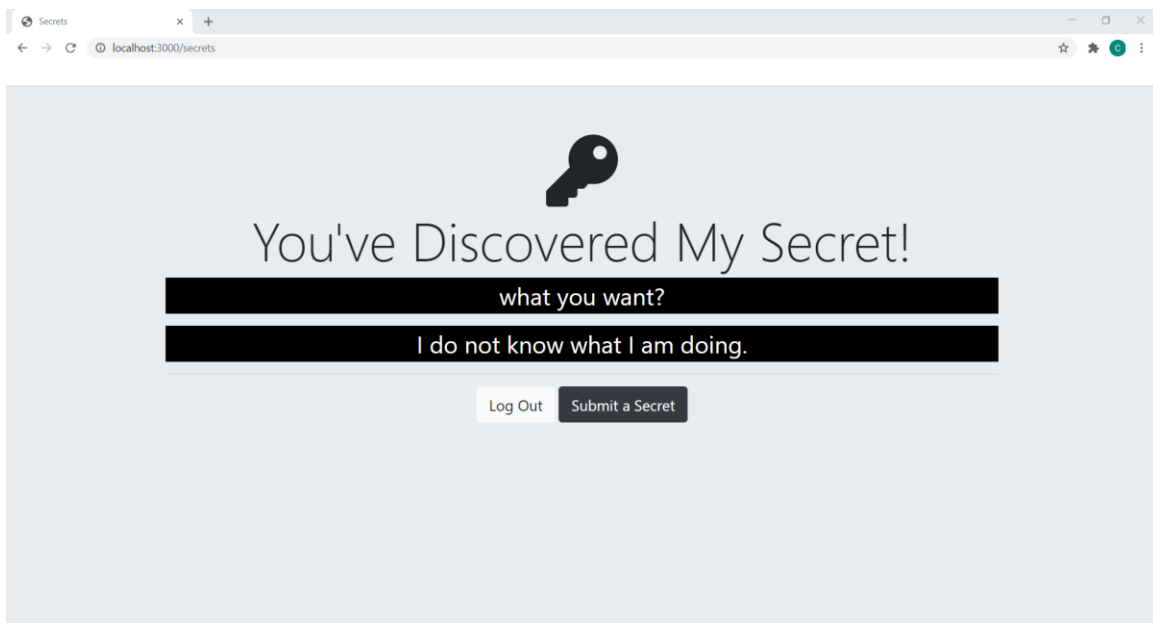 Secrets
localhost:3000/secrets
C
You've Discovered My Secret!
what you want?
I do not know what I am doing.
Log Out Submit a Secret